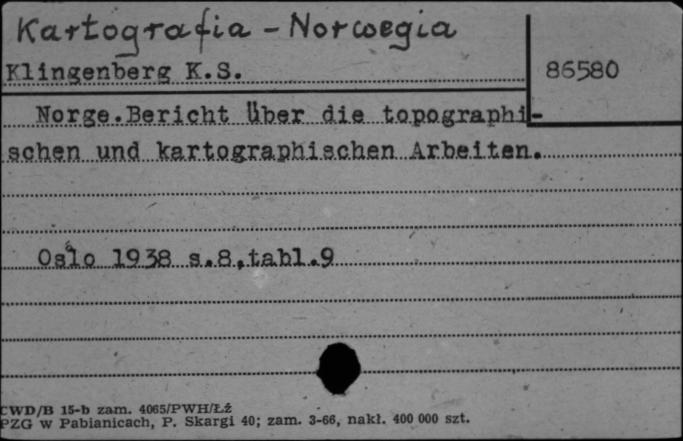 Kartografia - Norwegia
Klingenberg K.S.
86580
Norge.Bericht Über die topographi-
schen und kartographischen Arbeiten.
Oslo 1938 s.8,tabl.9
CWD/B 15-b zam. 4065/PWH/Łź
PZG w Pabianicach, P. Skargi 40; zam. 3-66, nakł. 400 000 szt.